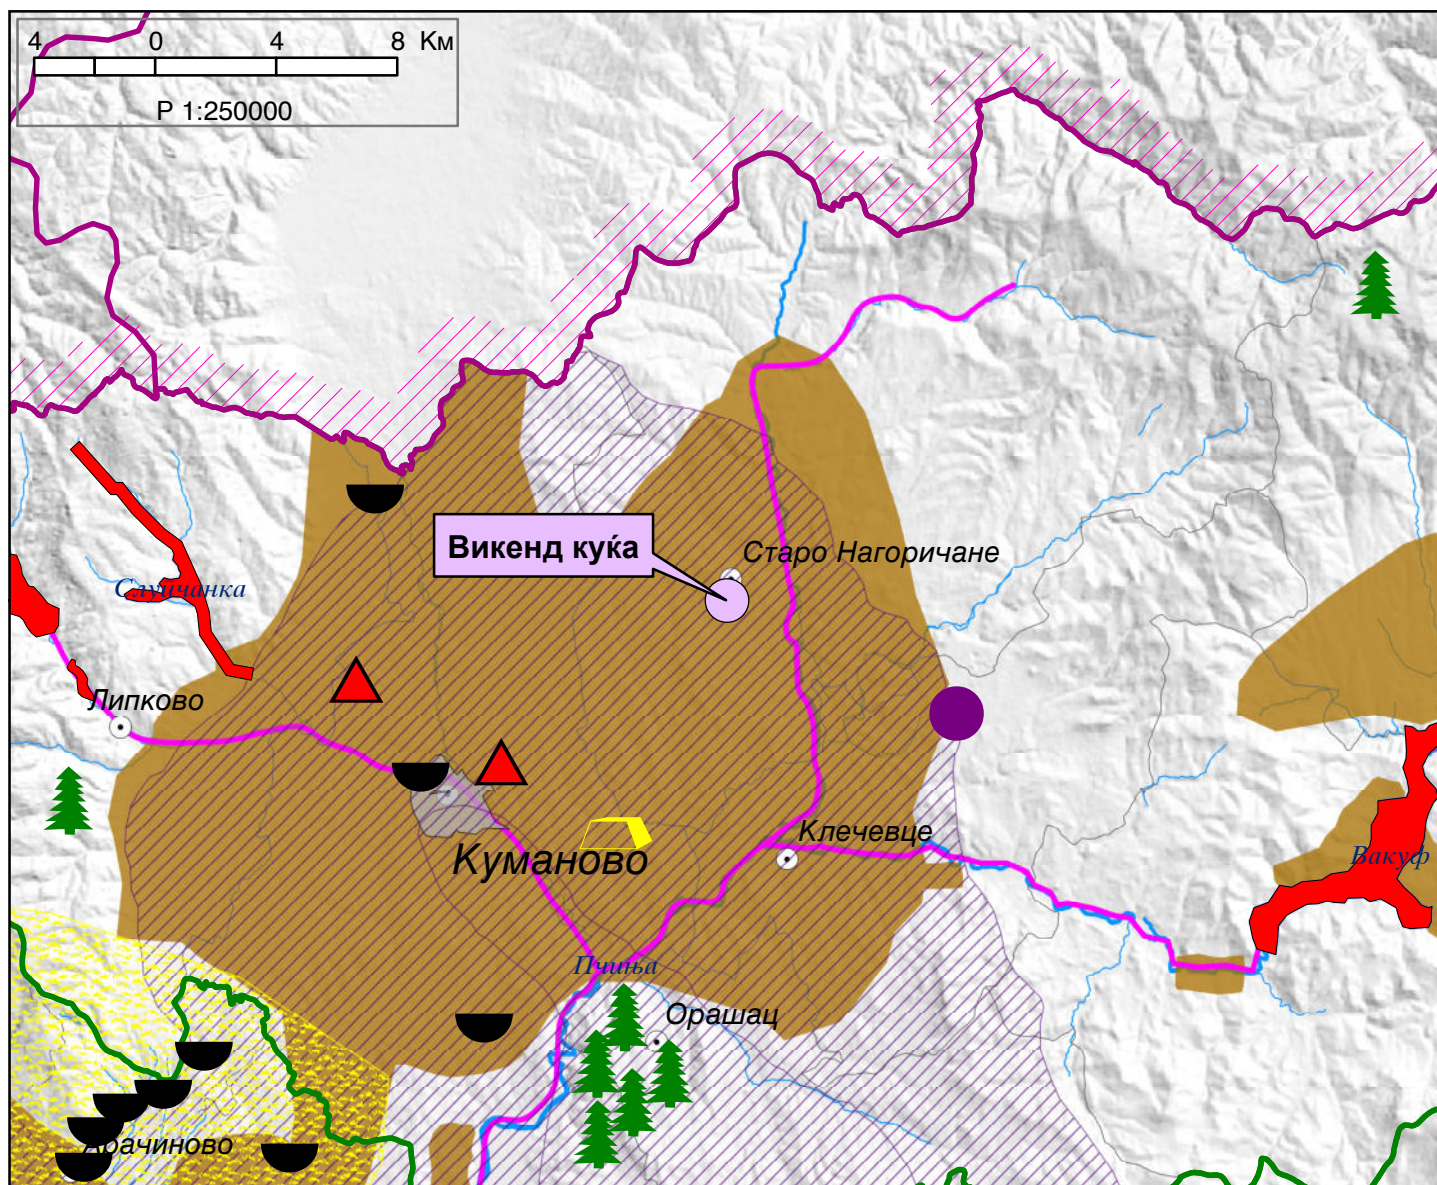 4 0 4 8 Км
Р 1:250000
Викенд куќа
Старо Нагоричане
Слупчанка
Липково
Клечевце
Куманово
Вакуф
Пчиња
Орашац
Арачиново